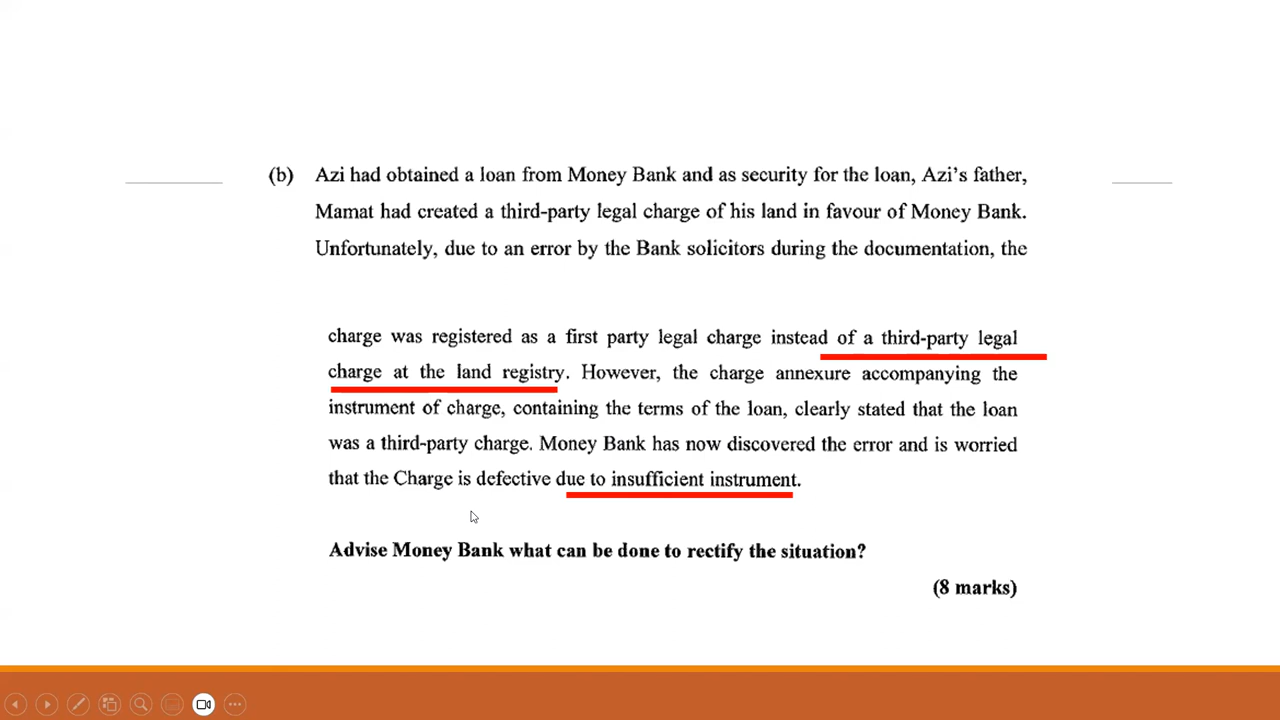 (b) Azi had obtained a loan from Money Bank and as security for the loan, Azi's father,
Mamat had created a third-party legal charge of his land in favour of Money Bank.
Unfortunately, due to an error by the Bank solicitors during the documentation, the
charge was registered as a first party legal charge instead of a third-party legal
charge at the land registry. However, the charge annexure accompanying the
instrument of charge, containing the terms of the loan, clearly stated that the loan
was a third-party charge. Money Bank has now discovered the error and is worried
that the Charge is defective due to insufficient instrument.
Advise Money Bank what can be done to rectify the situation?
(8 marks)